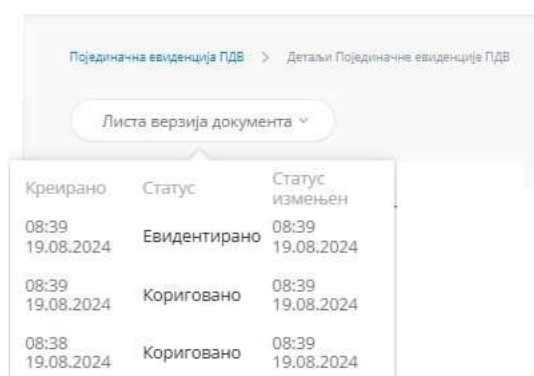 Појединачна евиденција ПДВ > Детаљи Појединачне евиденције ПДВ
Листа верзија документа
Креирано Статус Статус измењен
08:39 19.08.2024 Евидентирано 08:39 19.08.2024
08:39 19.08.2024 Кориговано 08:39 19.08.2024
08:38 19.08.2024 Кориговано 08:39 19.08.2024